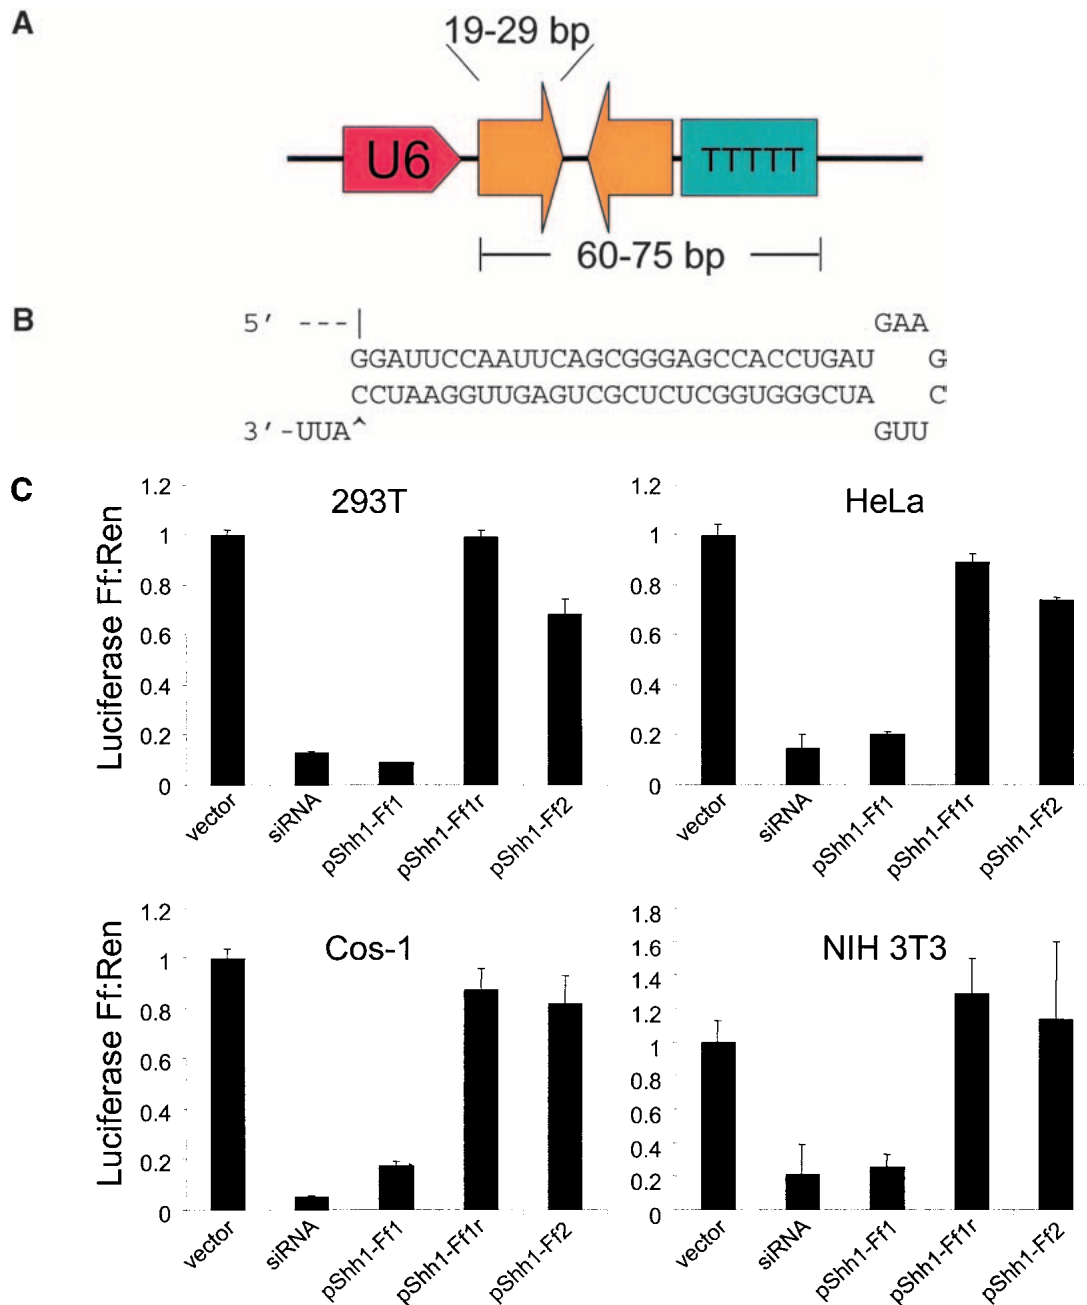 A
19-29 bp
U6
TTTTT
60-75 bp
B
5' ---| GAA
GGAUUCCAAUUCAGCGGGAGCCACCUGAU G
CCUAAGGUUGAGUCGCUCUCGGUGGGCUA C
3'-UUA^ GUU
C
293T
Luciferase Ff:Ren
1.2
1
0.8
0.6
0.4
0.2
0
vector
siRNA
pShh1-Ff1
pShh1-Ff1r
pShh1-Ff2
HeLa
1.2
1
0.8
0.6
0.4
0.2
0
vector
siRNA
pShh1-Ff1
pShh1-Ff1r
pShh1-Ff2
Cos-1
Luciferase Ff:Ren
1.2
1
0.8
0.6
0.4
0.2
0
vector
siRNA
pShh1-Ff1
pShh1-Ff1r
pShh1-Ff2
NIH 3T3
1.8
1.6
1.4
1.2
1
0.8
0.6
0.4
0.2
0
vector
siRNA
pShh1-Ff1
pShh1-Ff1r
pShh1-Ff2